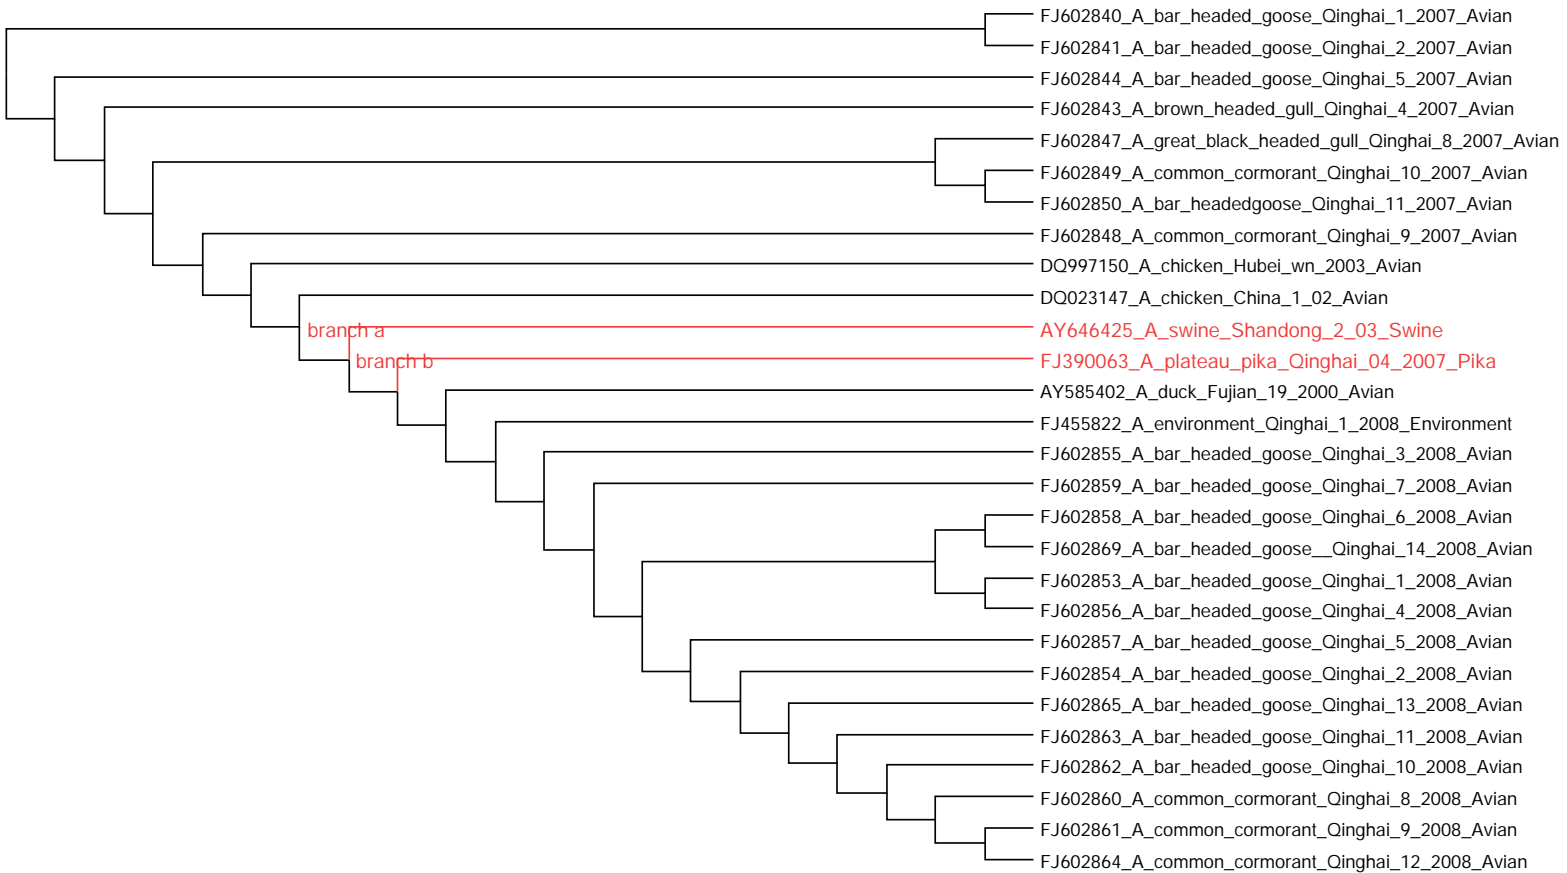 FJ602840_A_bar_headed_goose_Qinghai_1_2007_Avian
FJ602841_A_bar_headed_goose_Qinghai_2_2007_Avian
FJ602844_A_bar_headed_goose_Qinghai_5_2007_Avian
FJ602843_A_brown_headed_gull_Qinghai_4_2007_Avian
FJ602847_A_great_black_headed_gull_Qinghai_8_2007_Avian
FJ602849_A_common_cormorant_Qinghai_10_2007_Avian
FJ602850_A_bar_headedgoose_Qinghai_11_2007_Avian
FJ602848_A_common_cormorant_Qinghai_9_2007_Avian
DQ997150_A_chicken_Hubei_wn_2003_Avian
DQ023147_A_chicken_China_1_02_Avian
branch a AY646425_A_swine_Shandong_2_03_Swine
branch b FJ390063_A_plateau_pika_Qinghai_04_2007_Pika
AY585402_A_duck_Fujian_19_2000_Avian
FJ455822_A_environment_Qinghai_1_2008_Environment
FJ602855_A_bar_headed_goose_Qinghai_3_2008_Avian
FJ602859_A_bar_headed_goose_Qinghai_7_2008_Avian
FJ602858_A_bar_headed_goose_Qinghai_6_2008_Avian
FJ602869_A_bar_headed_goose__Qinghai_14_2008_Avian
FJ602853_A_bar_headed_goose_Qinghai_1_2008_Avian
FJ602856_A_bar_headed_goose_Qinghai_4_2008_Avian
FJ602857_A_bar_headed_goose_Qinghai_5_2008_Avian
FJ602854_A_bar_headed_goose_Qinghai_2_2008_Avian
FJ602865_A_bar_headed_goose_Qinghai_13_2008_Avian
FJ602863_A_bar_headed_goose_Qinghai_11_2008_Avian
FJ602862_A_bar_headed_goose_Qinghai_10_2008_Avian
FJ602860_A_common_cormorant_Qinghai_8_2008_Avian
FJ602861_A_common_cormorant_Qinghai_9_2008_Avian
FJ602864_A_common_cormorant_Qinghai_12_2008_Avian